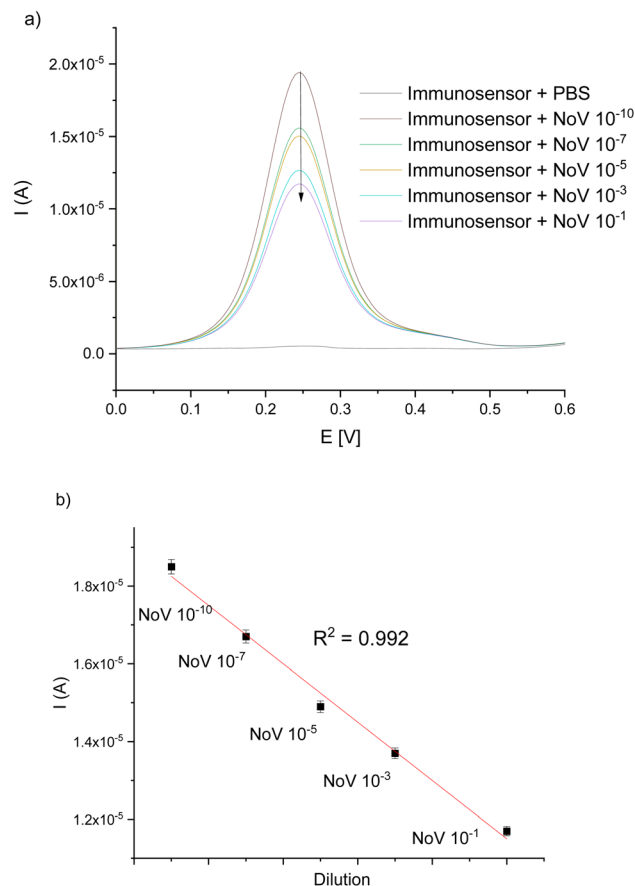 a)
2.0x10⁻⁵
1.5x10⁻⁵
1.0x10⁻⁵
5.0x10⁻⁶
0.0
I (A)
Immunosensor + PBS
Immunosensor + NoV 10⁻¹⁰
Immunosensor + NoV 10⁻⁷
Immunosensor + NoV 10⁻⁵
Immunosensor + NoV 10⁻³
Immunosensor + NoV 10⁻¹
0.0 0.1 0.2 0.3 0.4 0.5 0.6
E [V]
b)
1.8x10⁻⁵
1.6x10⁻⁵
1.4x10⁻⁵
1.2x10⁻⁵
I (A)
NoV 10⁻¹⁰
NoV 10⁻⁷
R² = 0.992
NoV 10⁻⁵
NoV 10⁻³
NoV 10⁻¹
Dilution